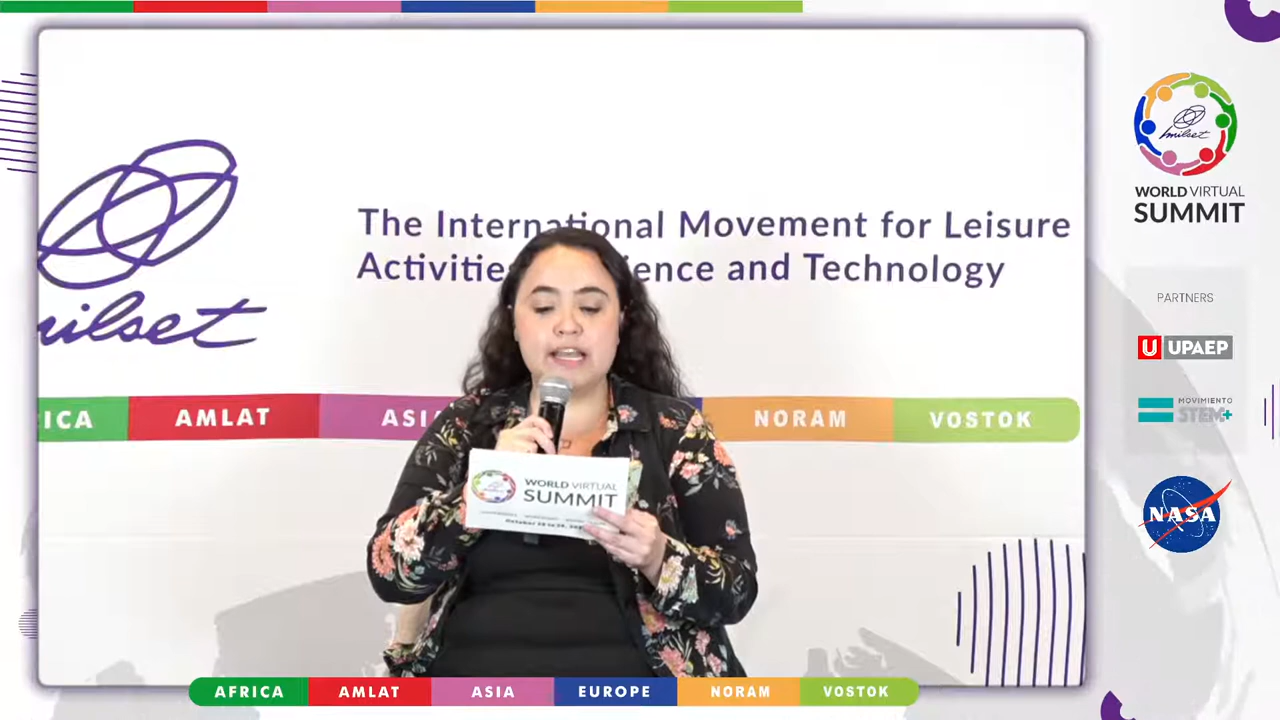 milset
WORLD VIRTUAL
SUMMIT
The International Movement for Leisure
Activitie ience and Technology
milset
PARTNERS
U UPAEP
MOVIMIENTO
STEM+
ICA AMLAT ASI NORAM VOSTOK
WORLD VIRTUAL
SUMMIT
NASA
AFRICA AMLAT ASIA EUROPE NORAM VOSTOK